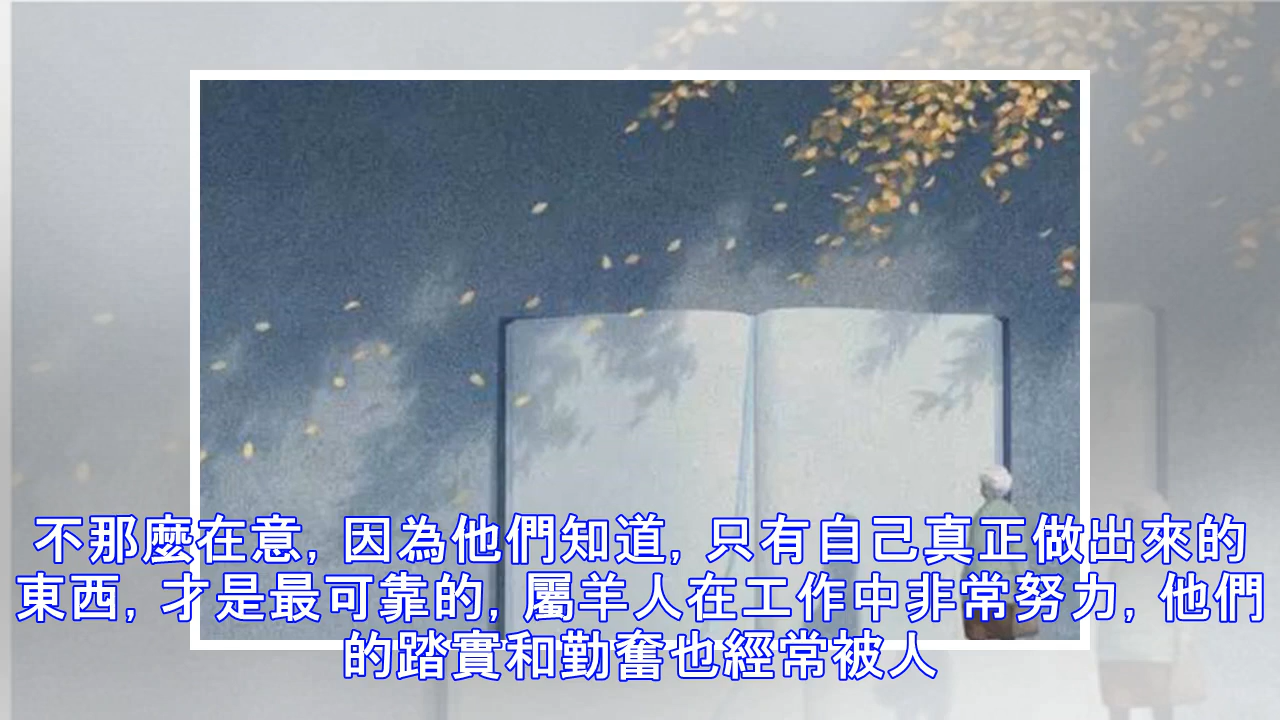 不那麼在意, 因為他們知道, 只有自己真正做出來的
東西, 才是最可靠的, 屬羊人在工作中非常努力, 他們
的踏實和勤奮也經常被人